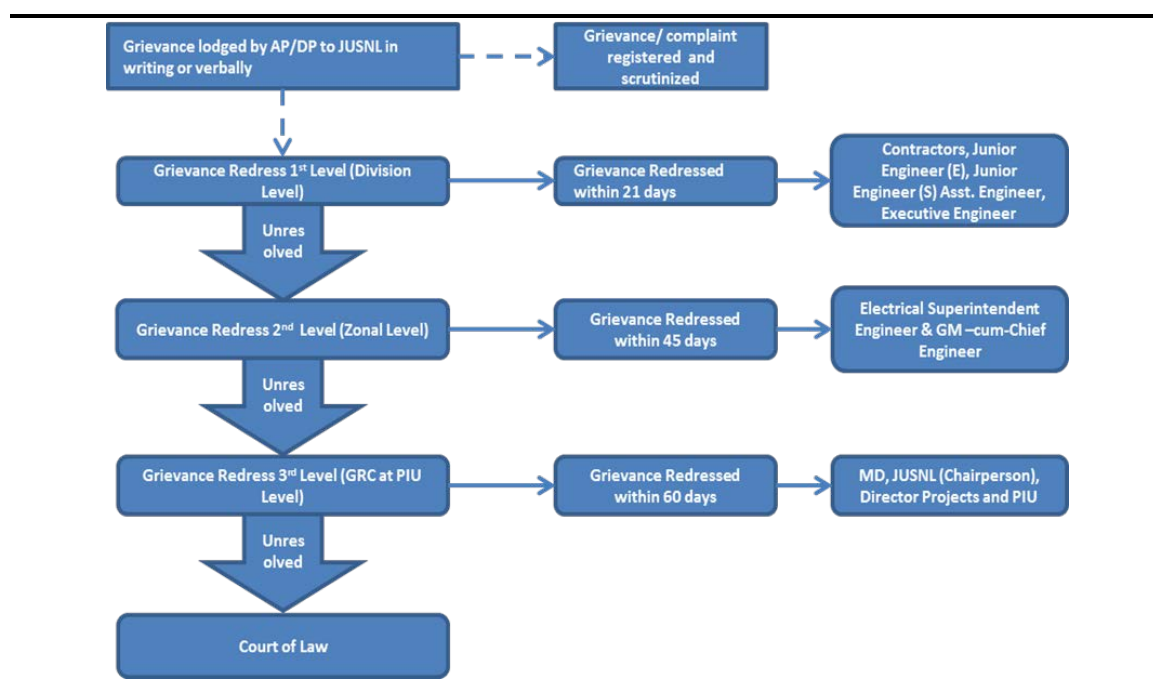 Grievance lodged by AP/DP to JUSNL in
writing or verbally
Grievance/ complaint
registered and
scrutinized
Grievance Redress 1st Level (Division
Level)
Grievance Redressed
within 21 days
Contractors, Junior
Engineer (E), Junior
Engineer (S) Asst. Engineer,
Executive Engineer
Unres
olved
Grievance Redress 2nd Level (Zonal Level)
Grievance Redressed
within 45 days
Electrical Superintendent
Engineer & GM –cum-Chief
Engineer
Unres
olved
Grievance Redress 3rd Level (GRC at PIU
Level)
Grievance Redressed
within 60 days
MD, JUSNL (Chairperson),
Director Projects and PIU
Unres
olved
Court of Law